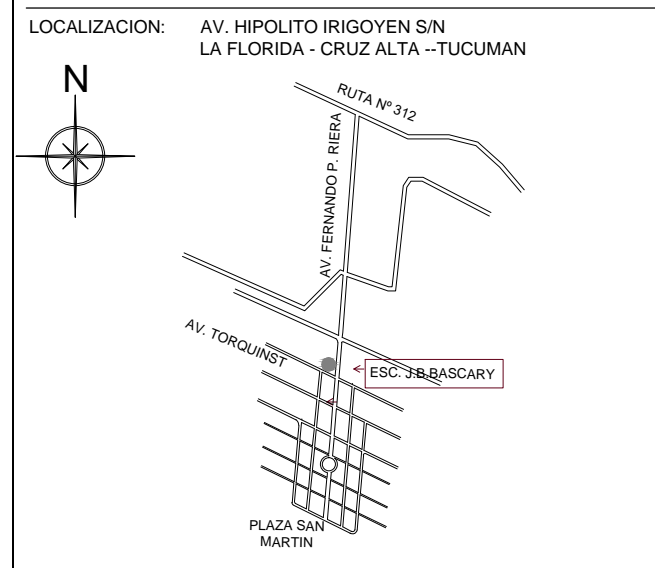 LOCALIZACION: AV. HIPOLITO IRIGOYEN S/N
LA FLORIDA - CRUZ ALTA --TUCUMAN
N
RUTA Nº 312
AV. FERNANDO P. RIERA
AV. TORQUINST
ESC. J.B.BASCARY
PLAZA SAN
MARTIN